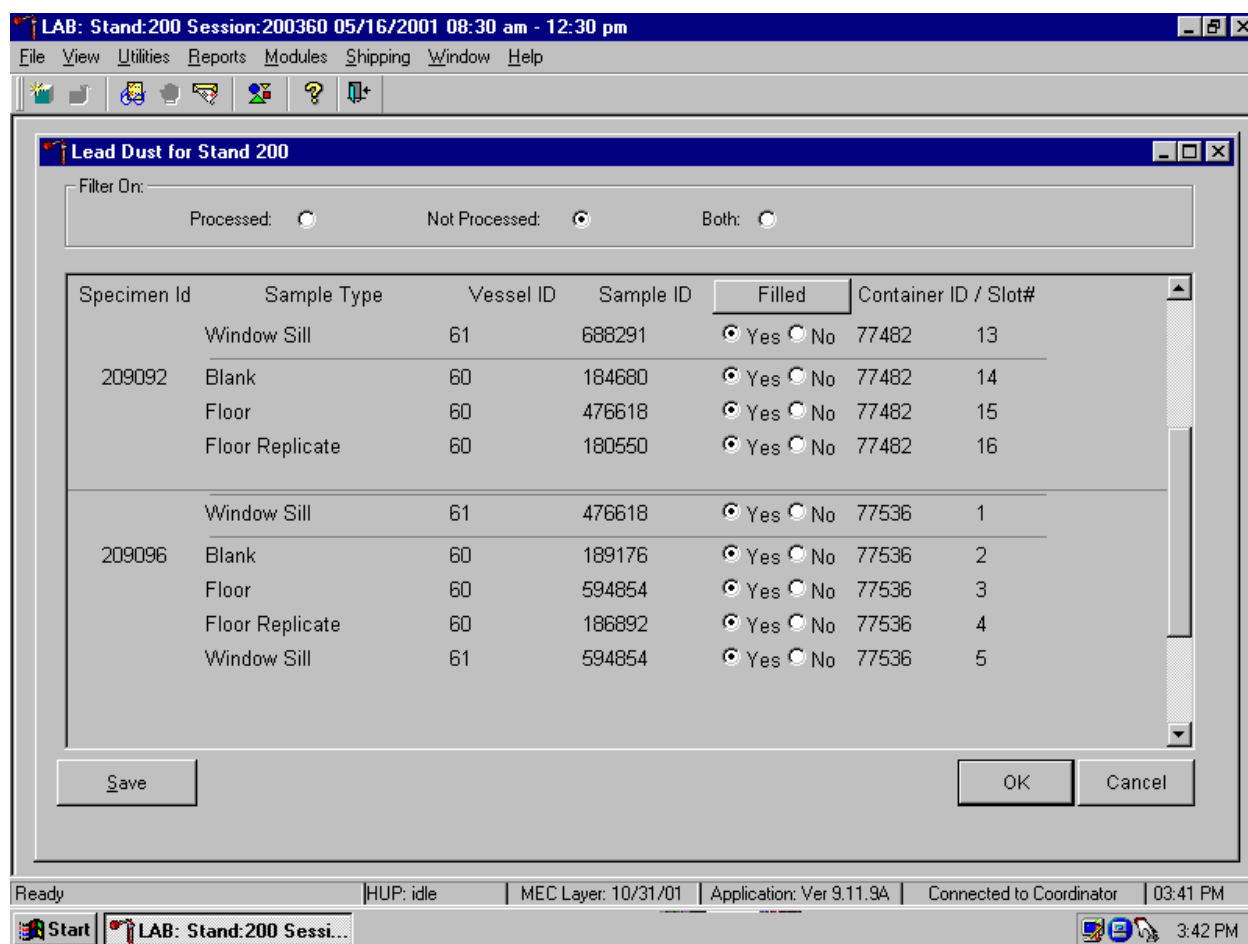 LAB: Stand:200 Session:200360 05/16/2001 08:30 am - 12:30 pm
File View Utilities Reports Modules Shipping Window Help
Lead Dust for Stand 200
Filter On:
Processed: Not Processed: Both:
Specimen Id Sample Type Vessel ID Sample ID Filled Container ID / Slot#
Window Sill 61 688291 Yes No 77482 13
209092 Blank 60 184680 Yes No 77482 14
Floor 60 476618 Yes No 77482 15
Floor Replicate 60 180550 Yes No 77482 16
Window Sill 61 476618 Yes No 77536 1
209096 Blank 60 189176 Yes No 77536 2
Floor 60 594854 Yes No 77536 3
Floor Replicate 60 186892 Yes No 77536 4
Window Sill 61 594854 Yes No 77536 5
Save OK Cancel
Ready HUP: idle MEC Layer: 10/31/01 Application: Ver 9.11.9A Connected to Coordinator 03:41 PM
Start LAB: Stand:200 Sessi... 3:42 PM